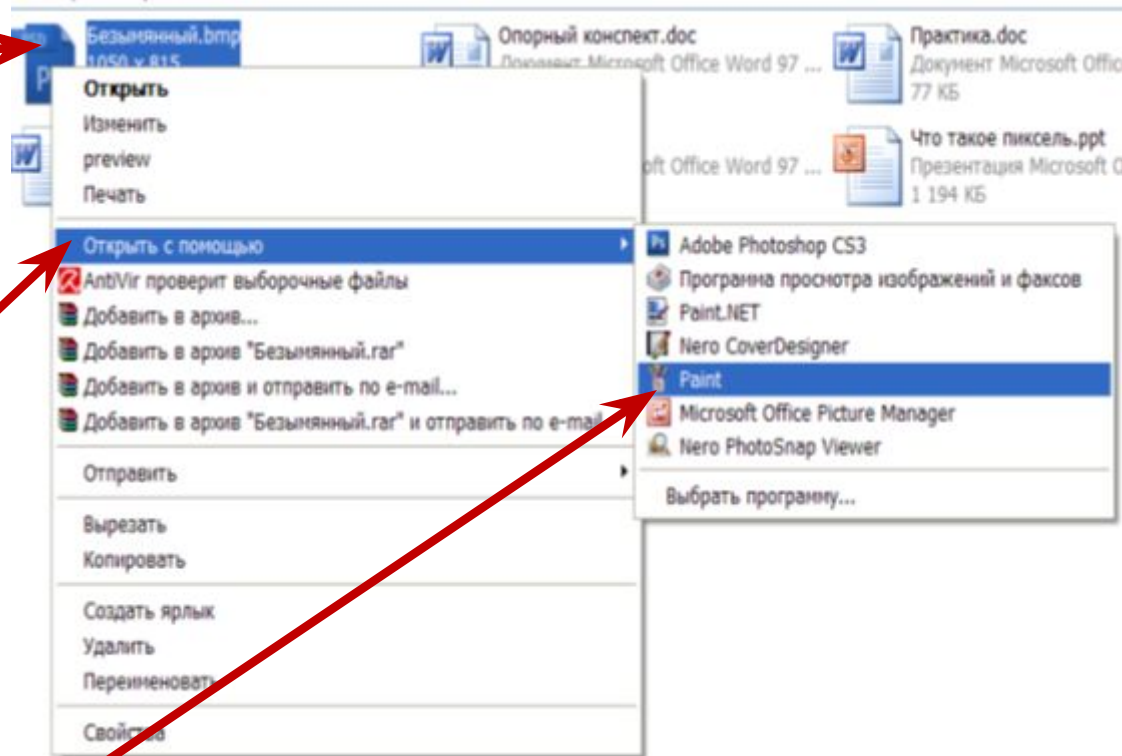 Безымянный.bmp
1050 x 815
Опорный конспект.doc
Документ Microsoft Office Word 97 ...
Практика.doc
Документ Microsoft Offic
77 КБ
oft Office Word 97 ...
Что такое пиксель.ppt
Презентация Microsoft O
1 194 КБ
Открыть
Изменить
preview
Печать
Открыть с помощью
AntiVir проверит выборочные файлы
Добавить в архив...
Добавить в архив "Безымянный.rar"
Добавить в архив и отправить по e-mail...
Добавить в архив "Безымянный.rar" и отправить по e-mail
Отправить
Вырезать
Копировать
Создать ярлык
Удалить
Переименовать
Свойства
Adobe Photoshop CS3
Программа просмотра изображений и факсов
Paint.NET
Nero CoverDesigner
Paint
Microsoft Office Picture Manager
Nero PhotoSnap Viewer
Выбрать программу...